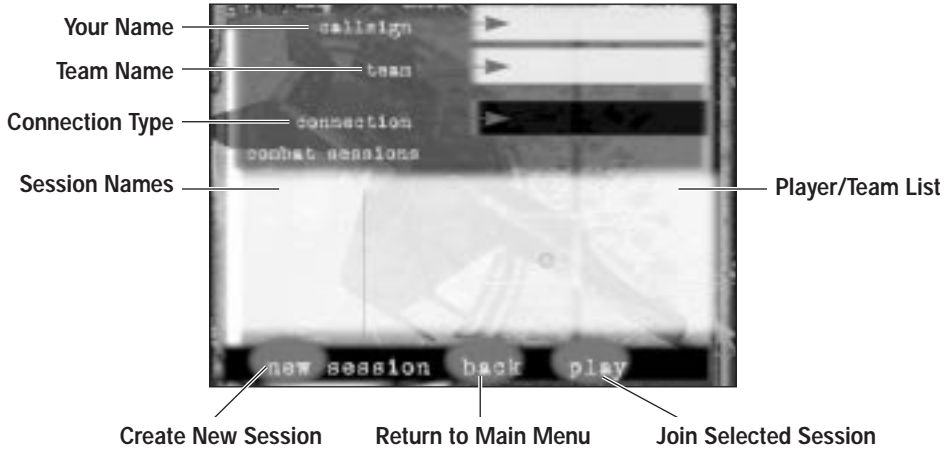 Your Name
callsign
Team Name
team
Connection Type
connection
combat sessions
Session Names
Player/Team List
new session
back
play
Create New Session
Return to Main Menu
Join Selected Session